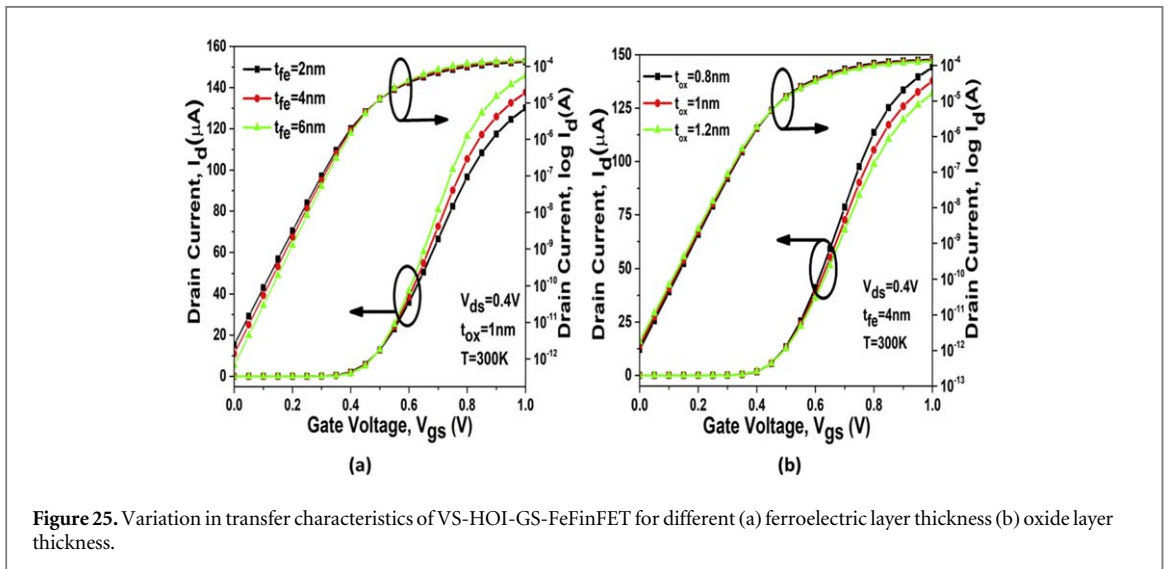 160
140
120
100
80
60
40
20
0
Drain Current, I_d(μA)
t_fe=2nm
t_fe=4nm
t_fe=6nm
10^-4
10^-5
10^-6
10^-7
10^-8
10^-9
10^-10
10^-11
10^-12
Drain Current, log I_d(A)
V_ds=0.4V
t_ox=1nm
T=300K
0.0 0.2 0.4 0.6 0.8 1.0
Gate Voltage, V_gs (V)
(a)
150
125
100
75
50
25
0
Drain Current, I_d(μA)
t_ox=0.8nm
t_ox=1nm
t_ox=1.2nm
10^-4
10^-5
10^-6
10^-7
10^-8
10^-9
10^-10
10^-11
10^-12
10^-13
Drain Current, log I_d(A)
V_ds=0.4V
t_fe=4nm
T=300K
0.0 0.2 0.4 0.6 0.8 1.0
Gate Voltage, V_gs (V)
(b)
Figure 25. Variation in transfer characteristics of VS-HOI-GS-FeFinFET for different (a) ferroelectric layer thickness (b) oxide layer
thickness.